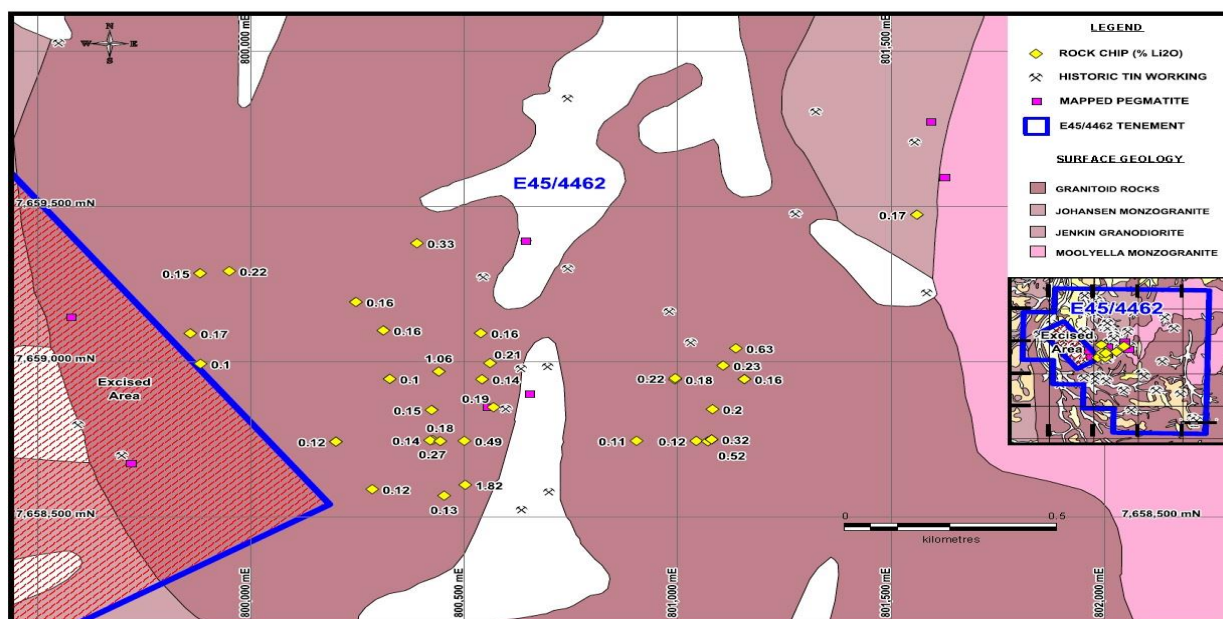 N
W E
S
800,000 mE
801,500 mE
LEGEND
ROCK CHIP (% Li2O)
HISTORIC TIN WORKING
MAPPED PEGMATITE
E45/4462 TENEMENT
SURFACE GEOLOGY
GRANITOID ROCKS
JOHANSEN MONZOGRANITE
JENKIN GRANODIORITE
MOOLYELLA MONZOGRANITE
E45/4462
7,659,500 mN
0.17
0.33
0.15
0.22
0.16
E45/4462
Excised
Area
0.17
0.16
0.16
0.63
7,659,000 mN
0.1
1.06
0.21
0.23
Excised
Area
0.1
0.14
0.22
0.18
0.16
0.19
0.15
0.2
0.18
0.12
0.14
0.49
0.11
0.12
0.32
0.27
0.52
0.12
1.82
0.13
7,658,500 mN
0
0.5
kilometres
7,658,500 mN
800,000 mE
800,500 mE
801,000 mE
801,500 mE
802,000 mE